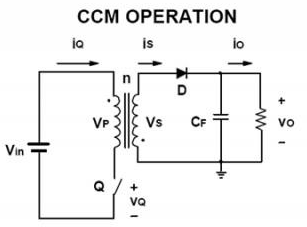 CCM OPERATION
iQ iS iO
n
D
VP VS CF + VO -
Vin
Q + VQ -